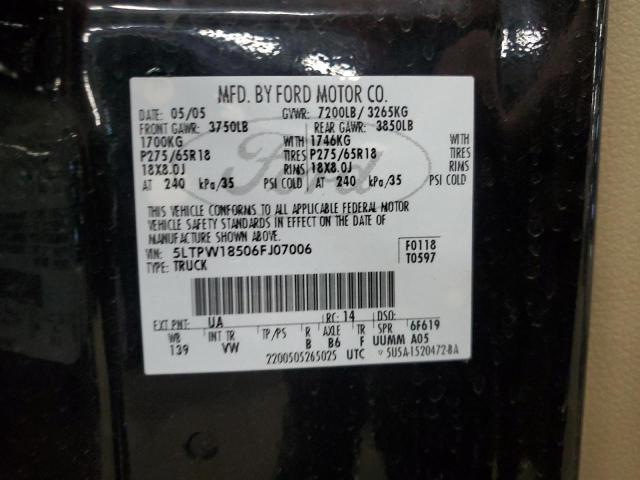 MFD. BY FORD MOTOR CO.
DATE: 05/05 GVWR: 7200LB/ 3265KG
FRONT GAWR: 3750LB REAR GAWR: 3850LB
1700KG WITH 1746KG WITH
P275/65R18 TIRES P275/65R18 TIRES
18X8.0J RIMS 18X8.0J RIMS
AT 240 kPa/35 PSI COLD AT 240 kPa/35 PSI COLD
THIS VEHICLE CONFORMS TO ALL APPLICABLE FEDERAL MOTOR
VEHICLE SAFETY STANDARDS IN EFFECT ON THE DATE OF
MANUFACTURE SHOWN ABOVE.
VIN: 5LTPW18506FJ07006 F0118
TYPE: TRUCK T0597
EXT PNT: UA RC: 14 DSO:
WB INT TR TP/PS R AXLE TR SPR 6F619
139 VW B B6 F UUMM A05
2200505265025 UTC 5U5A-1520472-BA
Ford